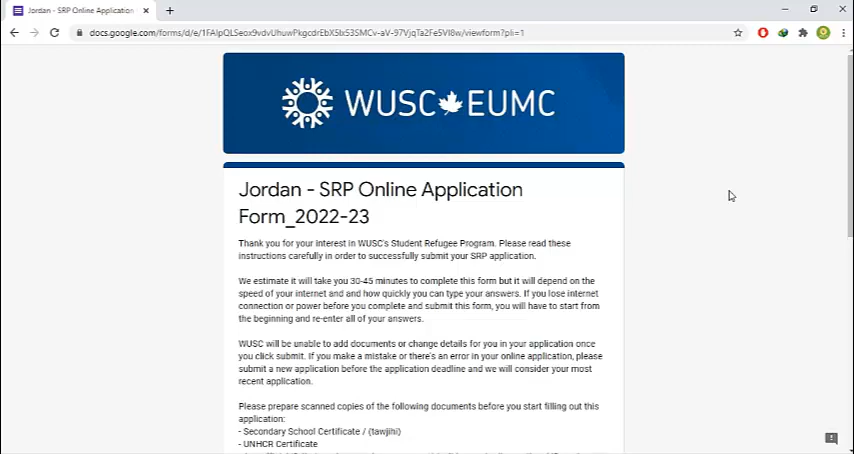 Jordan - SRP Online Application
docs.google.com/forms/d/e/1FAIpQLSeox9vdvUhuwPkgcdrEbX5lx53SMCv-aV-97VjqTa2Fe5Vl8w/viewform?pli=1
WUSC EUMC
Jordan - SRP Online Application
Form_2022-23
Thank you for your interest in WUSC's Student Refugee Program. Please read these
instructions carefully in order to successfully submit your SRP application.
We estimate it will take you 30-45 minutes to complete this form but it will depend on the
speed of your internet and and how quickly you can type your answers. If you lose internet
connection or power before you complete and submit this form, you will have to start from
the beginning and re-enter all of your answers.
WUSC will be unable to add documents or change details for you in your application once
you click submit. If you make a mistake or there's an error in your online application, please
submit a new application before the application deadline and we will consider your most
recent application.
Please prepare scanned copies of the following documents before you start filling out this
application:
- Secondary School Certificate / (tawjihi)
- UNHCR Certificate